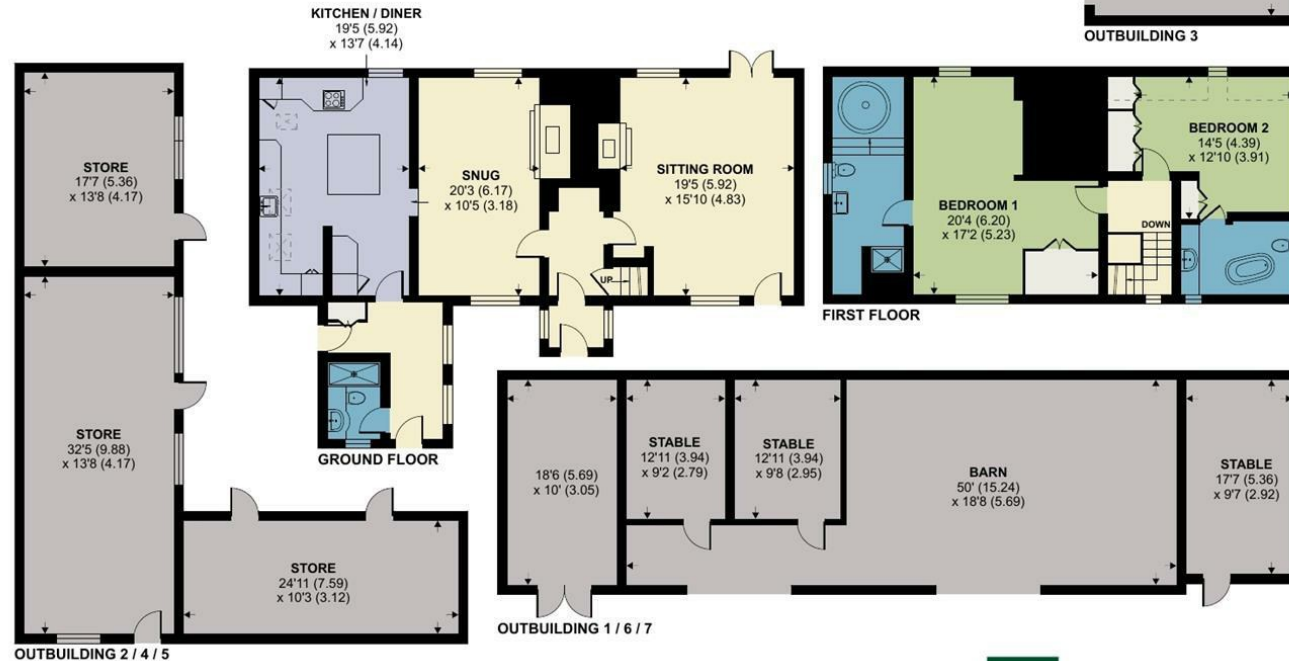 KITCHEN / DINER
19'5 (5.92)
x 13'7 (4.14)
OUTBUILDING 3
STORE
17'7 (5.36)
x 13'8 (4.17)
SNUG
20'3 (6.17)
x 10'5 (3.18)
SITTING ROOM
19'5 (5.92)
x 15'10 (4.83)
UP
BEDROOM 1
20'4 (6.20)
x 17'2 (5.23)
BEDROOM 2
14'5 (4.39)
x 12'10 (3.91)
DOWN
FIRST FLOOR
STORE
32'5 (9.88)
x 13'8 (4.17)
GROUND FLOOR
18'6 (5.69)
x 10' (3.05)
STABLE
12'11 (3.94)
x 9'2 (2.79)
STABLE
12'11 (3.94)
x 9'8 (2.95)
BARN
50' (15.24)
x 18'8 (5.69)
STABLE
17'7 (5.36)
x 9'7 (2.92)
STORE
24'11 (7.59)
x 10'3 (3.12)
OUTBUILDING 1 / 6 / 7
OUTBUILDING 2 / 4 / 5